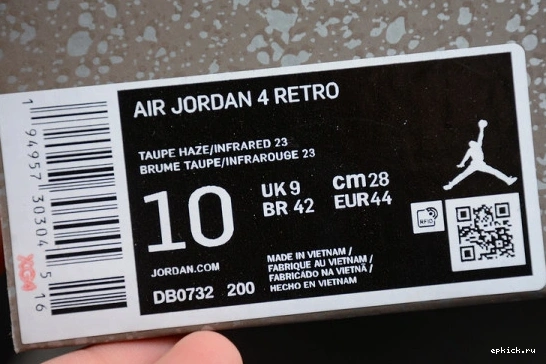 AIR JORDAN 4 RETRO
TAUPE HAZE/INFRARED 23
BRUME TAUPE/INFRAROUGE 23
10
UK 9
BR 42
cm 28
EUR 44
RFID
JORDAN.COM
DB0732 200
MADE IN VIETNAM /
FABRIQUE AU VIETNAM /
FABRICADO NA VIETNÃ /
HECHO EN VIETNAM
1 94957 30304 5 16
XO4
epkick.ru